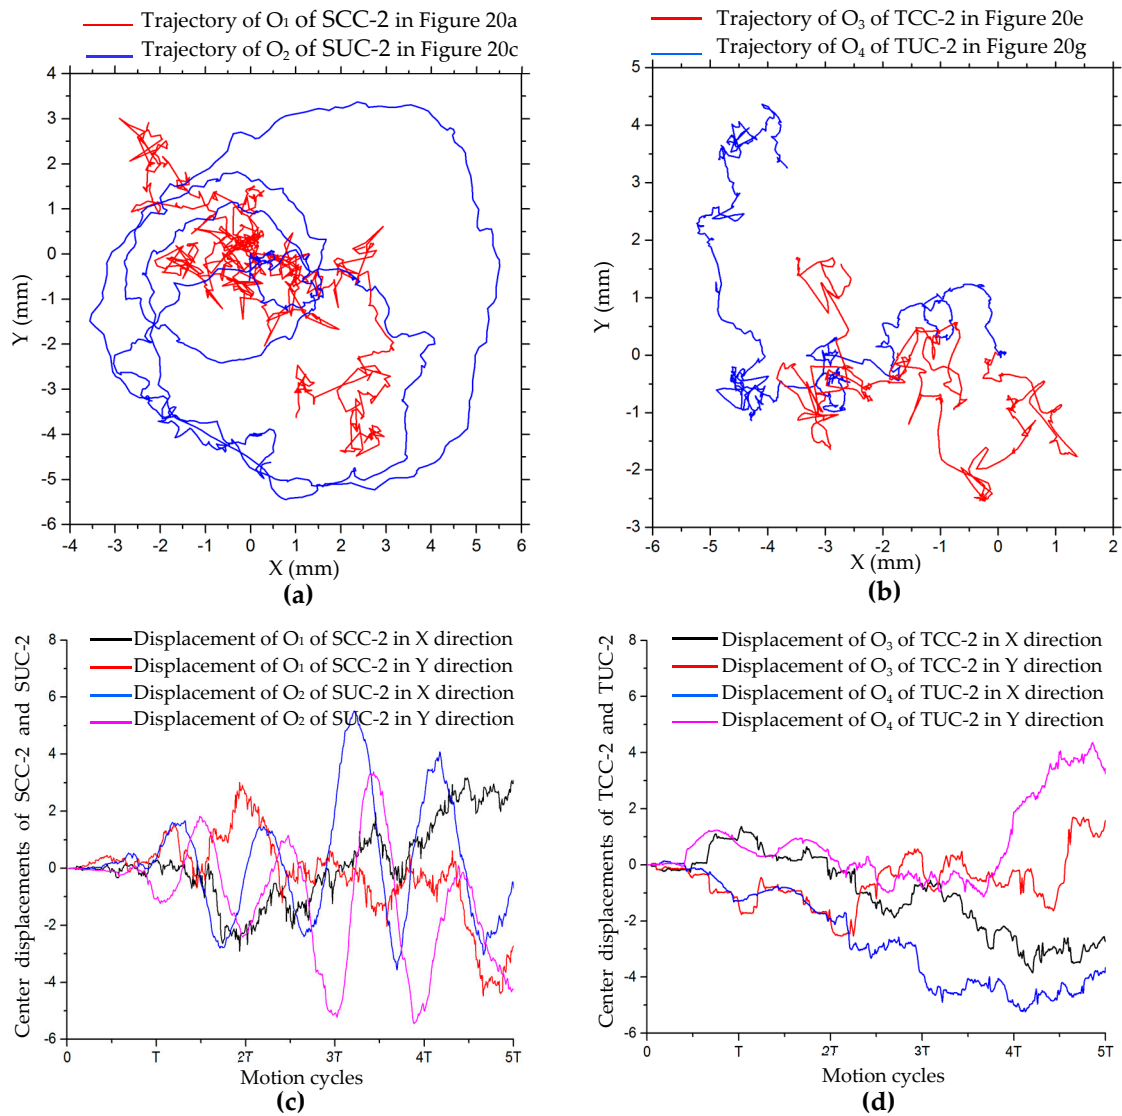 Trajectory of O₁ of SCC-2 in Figure 20a
Trajectory of O₂ of SUC-2 in Figure 20c
4
3
2
1
0
-1
-2
-3
-4
-5
-6
Y (mm)
-4 -3 -2 -1 0 1 2 3 4 5 6
X (mm)
(a)
Trajectory of O₃ of TCC-2 in Figure 20e
Trajectory of O₄ of TUC-2 in Figure 20g
5
4
3
2
1
0
-1
-2
-3
Y (mm)
-6 -5 -4 -3 -2 -1 0 1 2
X (mm)
(b)
Displacement of O₁ of SCC-2 in X direction
Displacement of O₁ of SCC-2 in Y direction
Displacement of O₂ of SUC-2 in X direction
Displacement of O₂ of SUC-2 in Y direction
Center displacements of SCC-2 and SUC-2
8
6
4
2
0
-2
-4
-6
0 T 2T 3T 4T 5T
Motion cycles
(c)
Displacement of O₃ of TCC-2 in X direction
Displacement of O₃ of TCC-2 in Y direction
Displacement of O₄ of TUC-2 in X direction
Displacement of O₄ of TUC-2 in Y direction
Center displacements of TCC-2 and TUC-2
8
6
4
2
0
-2
-4
-6
0 T 2T 3T 4T 5T
Motion cycles
(d)